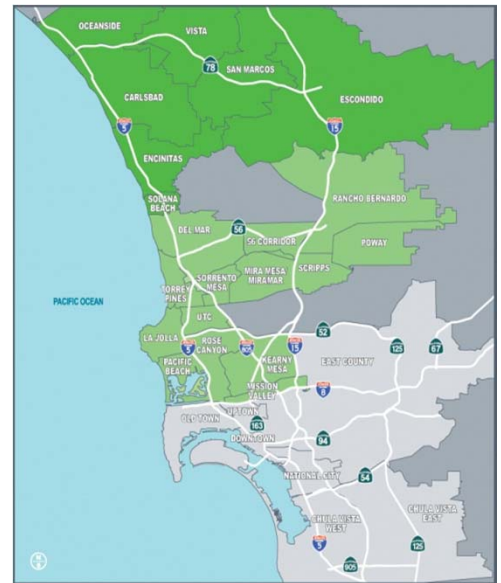 OCEANSIDE
VISTA
78
SAN MARCOS
CARLSBAD
ESCONDIDO
5
15
ENCINITAS
SOLANA
BEACH
RANCHO BERNARDO
DEL MAR
56
56 CORRIDOR
POWAY
SCRIPPS
MIRA MESA
MIRAMAR
SORRENTO
MESA
TORREY
PINES
PACIFIC OCEAN
UTC
52
LA JOLLA
5
ROSE
CANYON
805
15
125
67
EAST COUNTY
KEARNY
MESA
PACIFIC
BEACH
MISSION
VALLEY
8
OLD TOWN
UPTOWN
163
DOWNTOWN
94
NATIONAL CITY
54
CHULA VISTA
WEST
CHULA VISTA
EAST
5
125
905
N